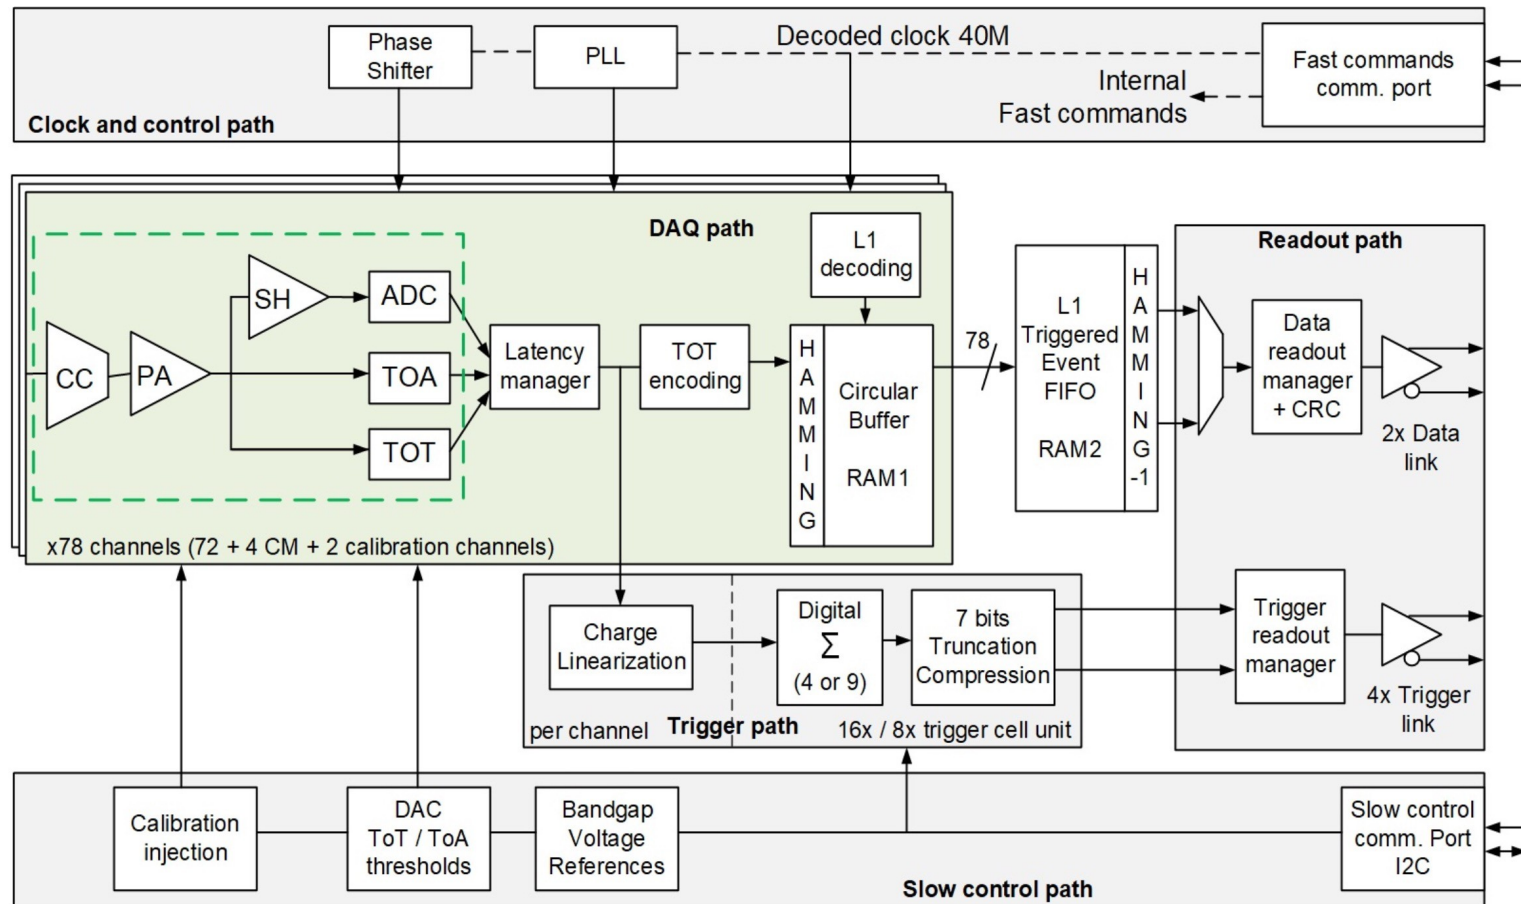 Phase
Shifter
PLL
Decoded clock 40M
Internal
Fast commands
Fast commands
comm. port
Clock and control path
DAQ path
L1
decoding
SH
ADC
CC
PA
TOA
TOT
Latency
manager
TOT
encoding
HAMMING
Circular
Buffer
RAM1
78
L1
Triggered
Event
FIFO
RAM2
HAMMING
-1
Readout path
Data
readout
manager
+ CRC
2x Data
link
x78 channels (72 + 4 CM + 2 calibration channels)
Charge
Linearization
Digital
Σ
(4 or 9)
7 bits
Truncation
Compression
per channel
Trigger path
16x / 8x trigger cell unit
Trigger
readout
manager
4x Trigger
link
Calibration
injection
DAC
ToT / ToA
thresholds
Bandgap
Voltage
References
Slow control
comm. Port
I2C
Slow control path